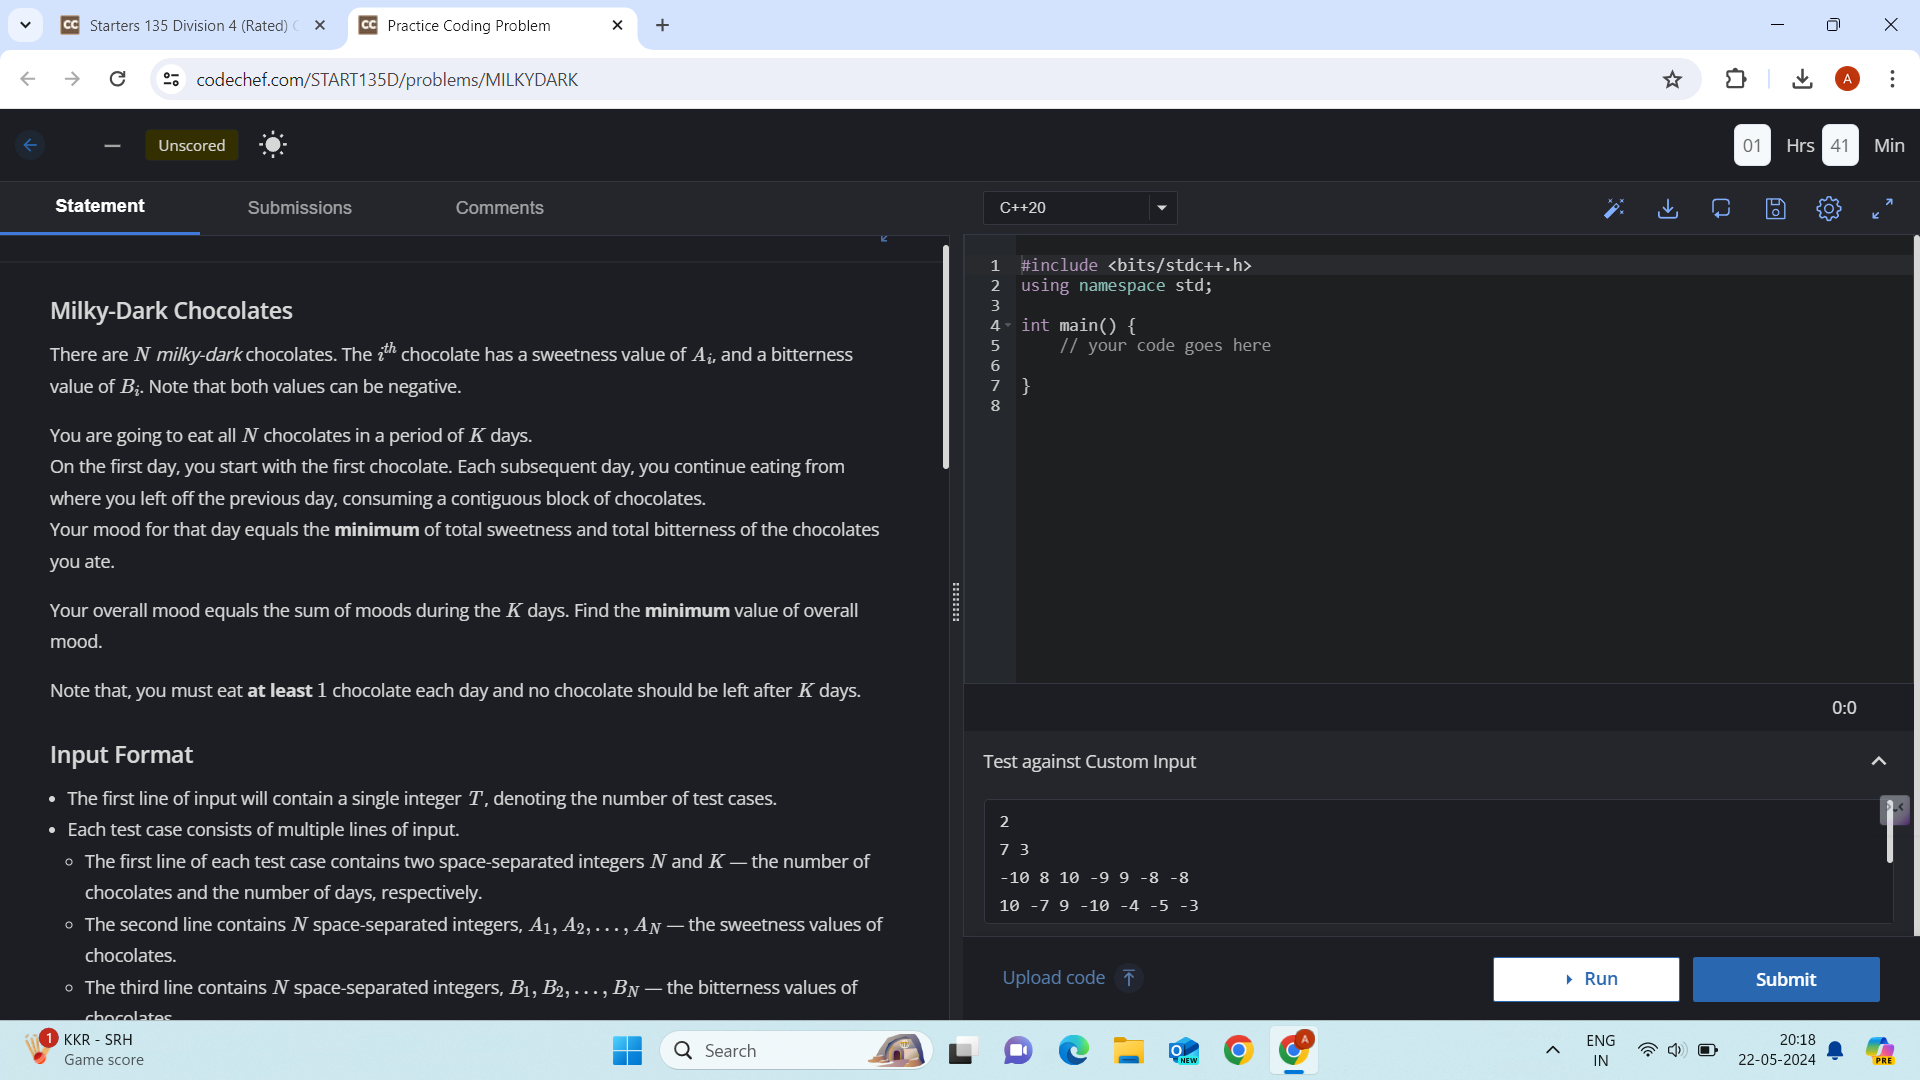 Starters 135 Division 4 (Rated)
Practice Coding Problem
codechef.com/START135D/problems/MILKYDARK
A
Unscored
01 Hrs 41 Min
Statement
Submissions
Comments
C++20
Milky-Dark Chocolates
There are N milky-dark chocolates. The i^th chocolate has a sweetness value of A_i, and a bitterness
value of B_i. Note that both values can be negative.
You are going to eat all N chocolates in a period of K days.
On the first day, you start with the first chocolate. Each subsequent day, you continue eating from
where you left off the previous day, consuming a contiguous block of chocolates.
Your mood for that day equals the minimum of total sweetness and total bitterness of the chocolates
you ate.
Your overall mood equals the sum of moods during the K days. Find the minimum value of overall
mood.
Note that, you must eat at least 1 chocolate each day and no chocolate should be left after K days.
Input Format
• The first line of input will contain a single integer T, denoting the number of test cases.
• Each test case consists of multiple lines of input.
◦ The first line of each test case contains two space-separated integers N and K — the number of
chocolates and the number of days, respectively.
◦ The second line contains N space-separated integers, A_1, A_2, . . . , A_N — the sweetness values of
chocolates.
◦ The third line contains N space-separated integers, B_1, B_2, . . . , B_N — the bitterness values of
chocolates
1 #include <bits/stdc++.h>
2 using namespace std;
3
4 int main() {
5 // your code goes here
6
7 }
8
0:0
Test against Custom Input
2
7 3
-10 8 10 -9 9 -8 -8
10 -7 9 -10 -4 -5 -3
Upload code
Run
Submit
1
KKR - SRH
Game score
Search
NEW
A
ENG
IN
20:18
22-05-2024
PRE